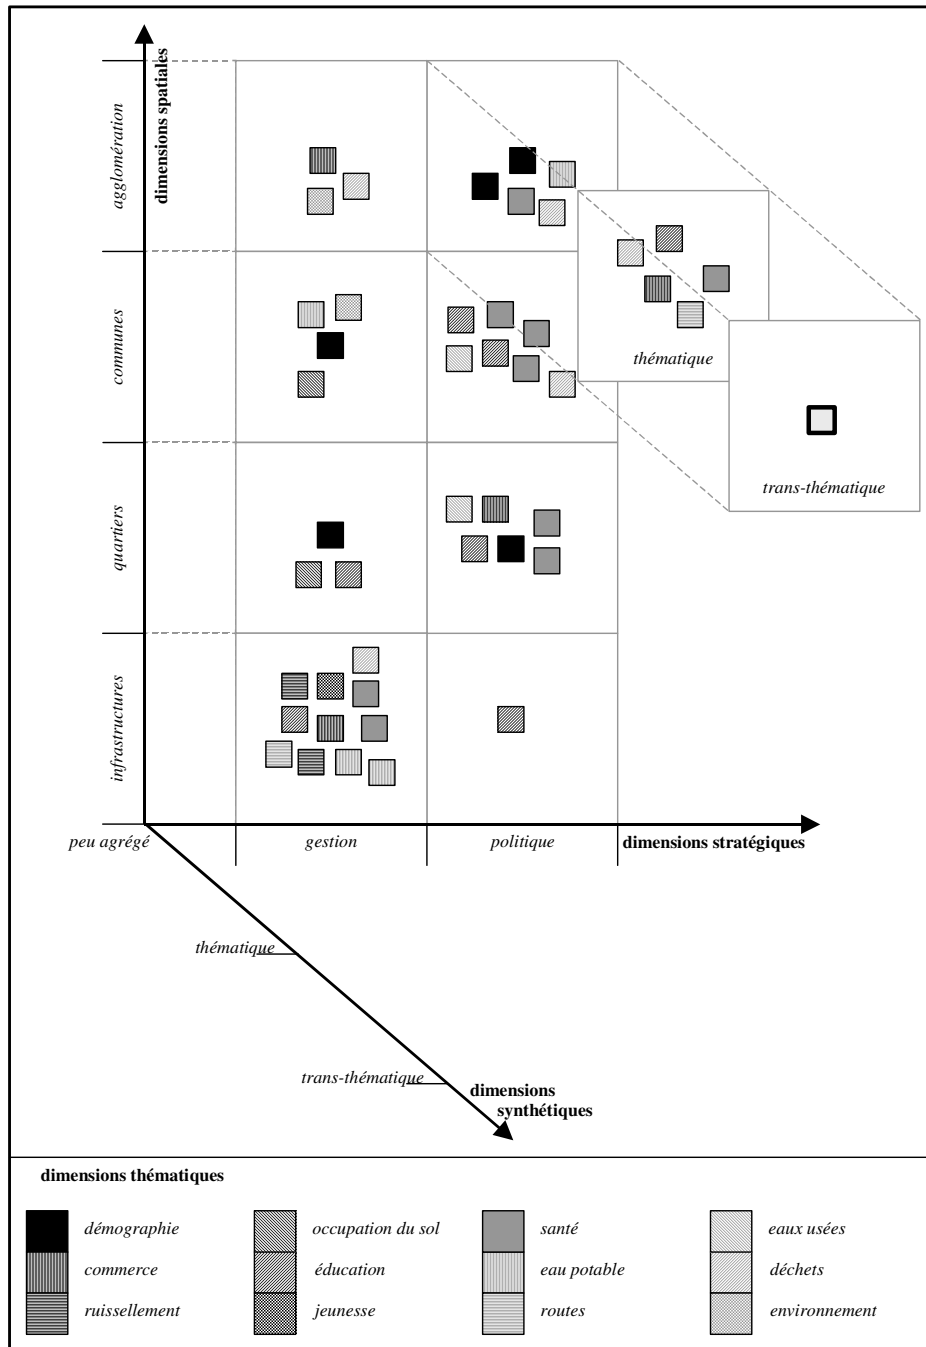 dimensions spatiales
agglomération
communes
quartiers
infrastructures
thématique
trans-thématique
peu agrégé
gestion
politique
dimensions stratégiques
thématique
trans-thématique
dimensions
synthétiques
dimensions thématiques
démographie
occupation du sol
santé
eaux usées
commerce
éducation
eau potable
déchets
ruissellement
jeunesse
routes
environnement